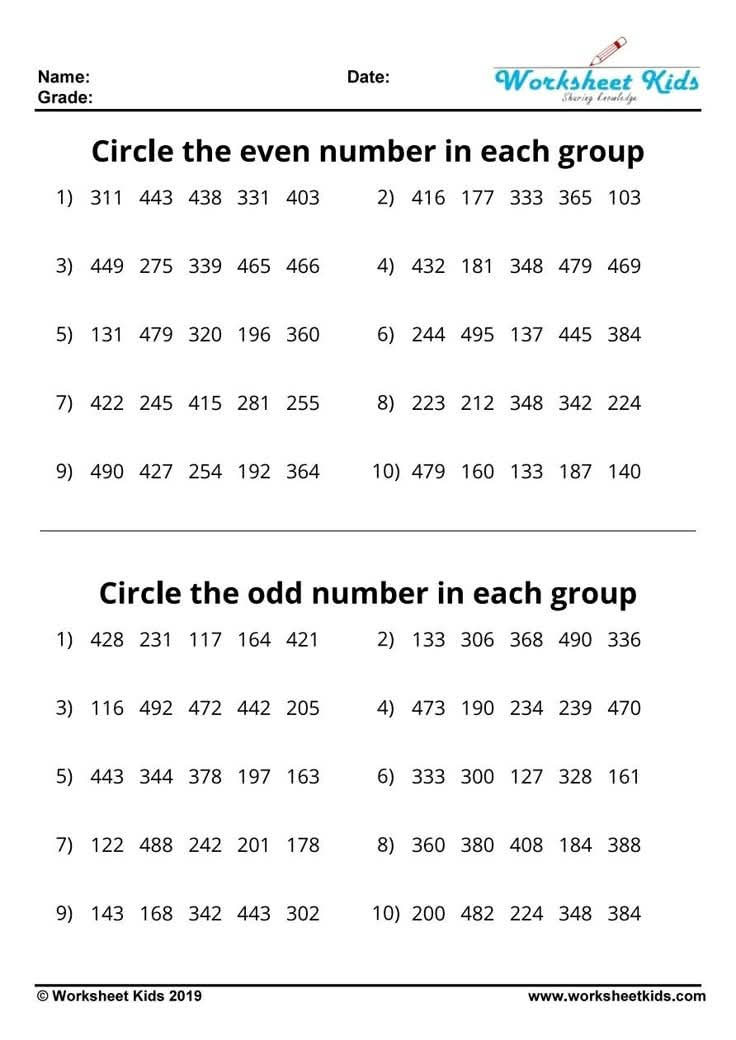 Name:
Date:
Grade:
Worksheet Kids
Sharing Knowledge
Circle the even number in each group
1) 311 443 438 331 403
2) 416 177 333 365 103
3) 449 275 339 465 466
4) 432 181 348 479 469
5) 131 479 320 196 360
6) 244 495 137 445 384
7) 422 245 415 281 255
8) 223 212 348 342 224
9) 490 427 254 192 364
10) 479 160 133 187 140
Circle the odd number in each group
1) 428 231 117 164 421
2) 133 306 368 490 336
3) 116 492 472 442 205
4) 473 190 234 239 470
5) 443 344 378 197 163
6) 333 300 127 328 161
7) 122 488 242 201 178
8) 360 380 408 184 388
9) 143 168 342 443 302
10) 200 482 224 348 384
© Worksheet Kids 2019
www.worksheetkids.com